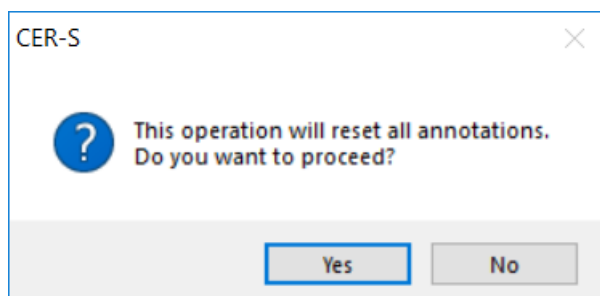 CER-S
This operation will reset all annotations.
Do you want to proceed?
Yes No